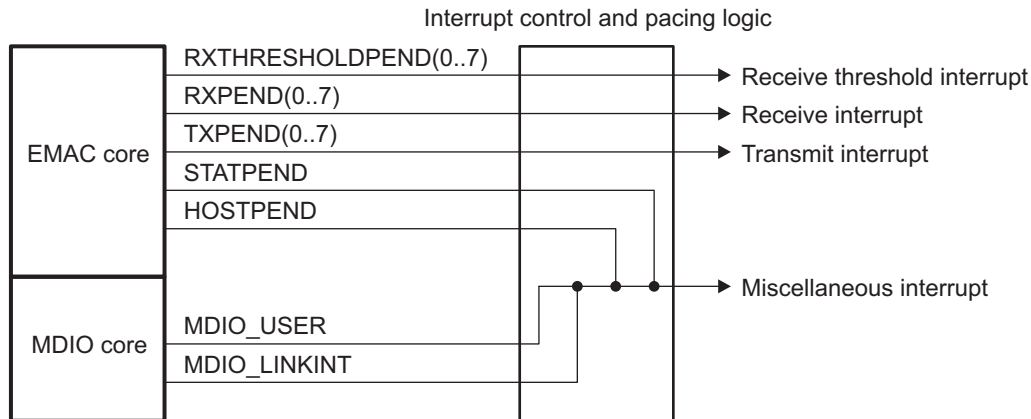 Interrupt control and pacing logic
RXTHRESHOLDPEND(0..7)
Receive threshold interrupt
RXPEND(0..7)
Receive interrupt
TXPEND(0..7)
Transmit interrupt
EMAC core
STATPEND
HOSTPEND
Miscellaneous interrupt
MDIO_USER
MDIO core
MDIO_LINKINT